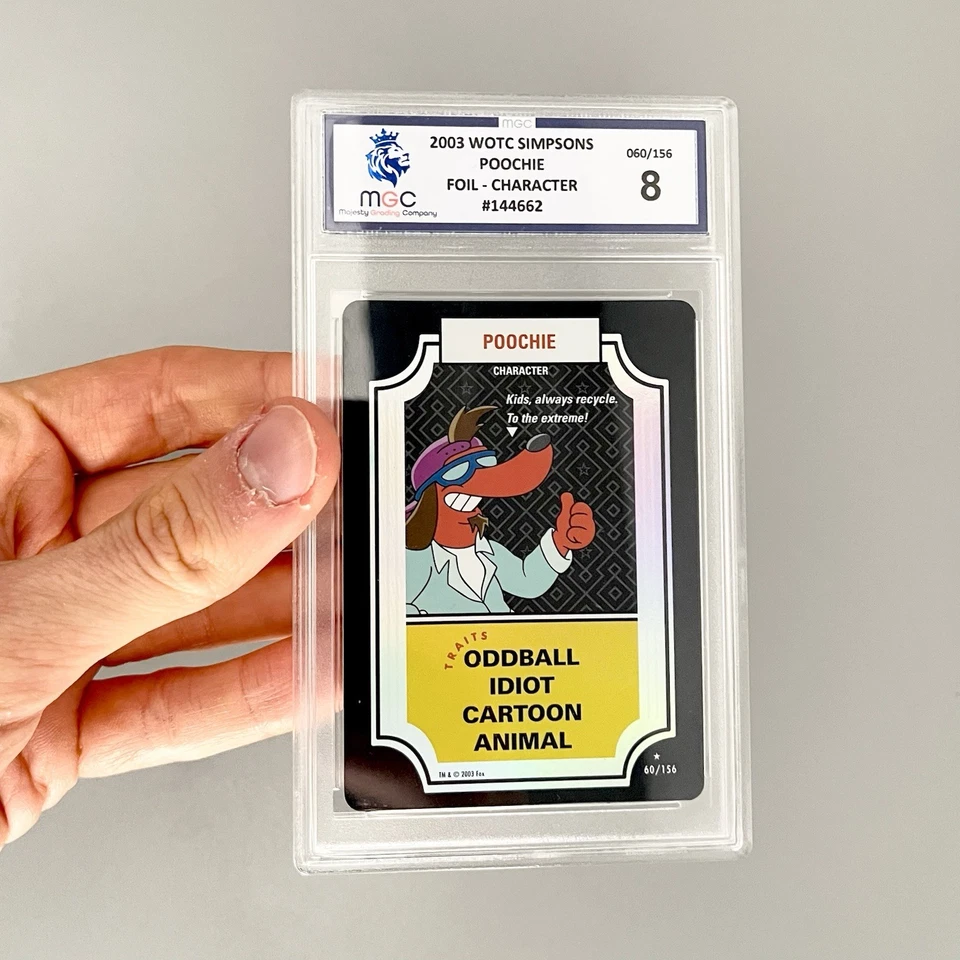 MGC
MGC
Majesty Grading Company
2003 WOTC SIMPSONS
POOCHIE
FOIL - CHARACTER
#144662
060/156
8
POOCHIE
CHARACTER
Kids, always recycle.
To the extreme!
TRAITS
ODDBALL
IDIOT
CARTOON
ANIMAL
TM & © 2003 Fox
60/156